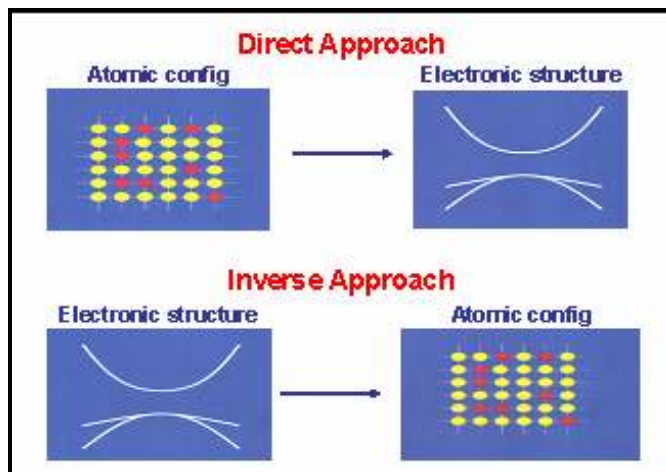 Direct Approach
Atomic config
Electronic structure
Inverse Approach
Electronic structure
Atomic config